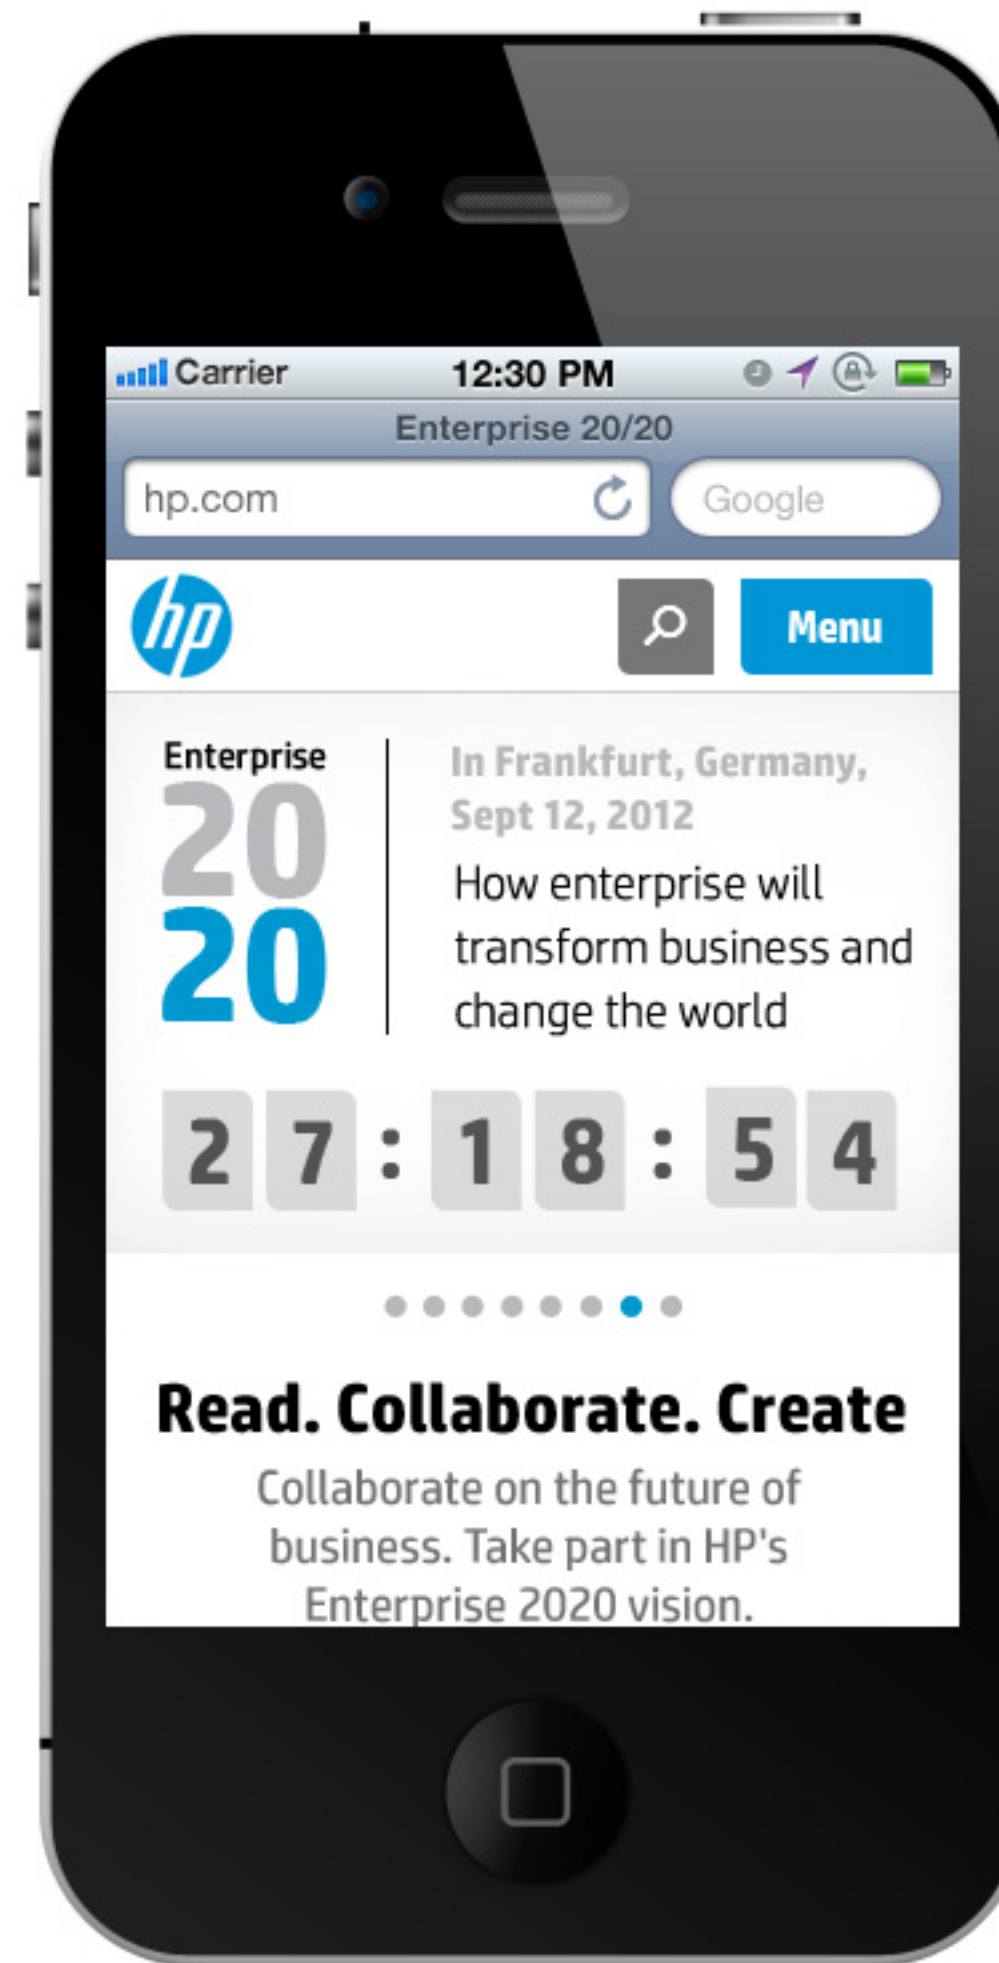 Carrier 12:30 PM
Enterprise 20/20
hp.com Google
hp Menu
Enterprise
20
20
In Frankfurt, Germany,
Sept 12, 2012
How enterprise will
transform business and
change the world
27:18:54
Read. Collaborate. Create
Collaborate on the future of
business. Take part in HP's
Enterprise 2020 vision.